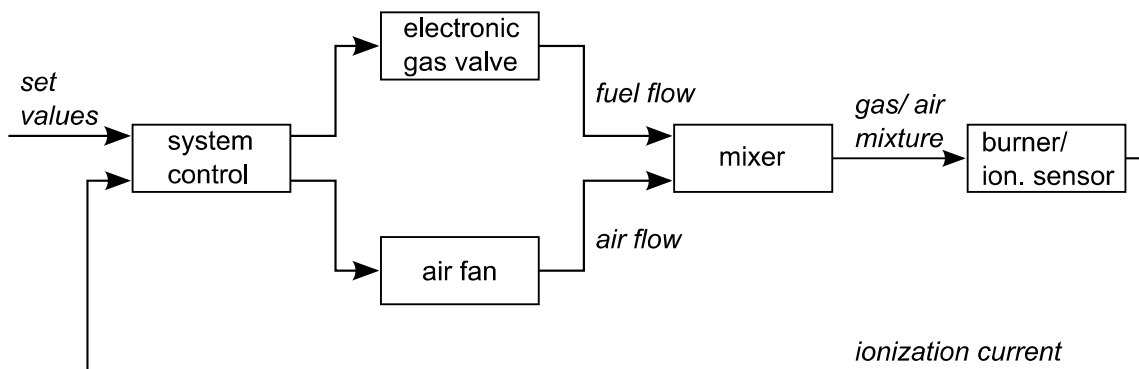 electronic
gas valve
set
values
fuel flow
gas/ air
mixture
system
control
mixer
burner/
ion. sensor
air flow
air fan
ionization current